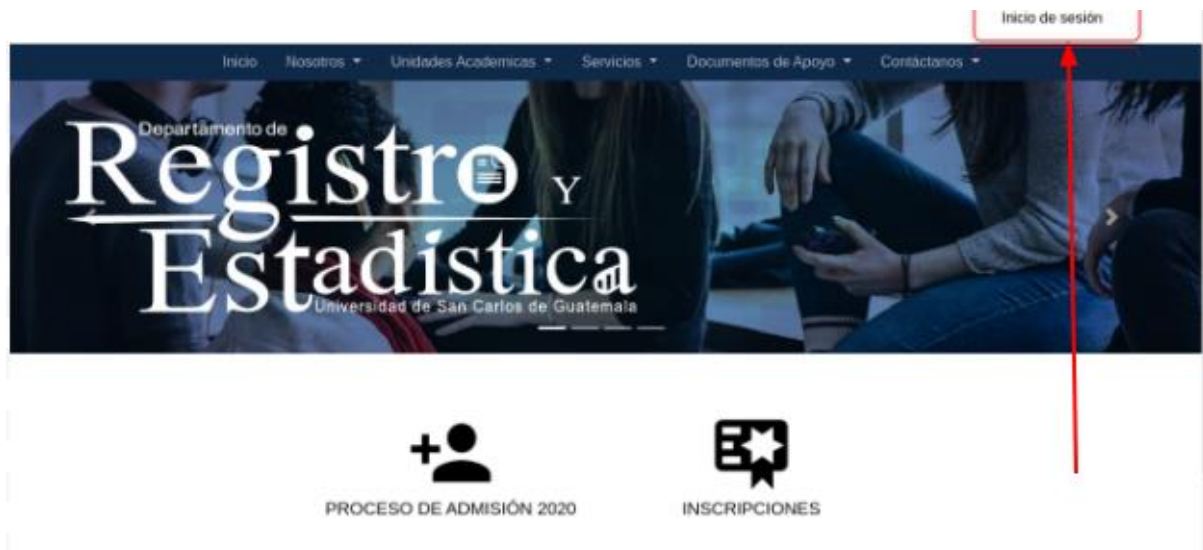 Inicio de sesión
Inicio Nosotros Unidades Academicas Servicios Documentos de Apoyo Contáctanos
Departamento de
Registro Y
Estadística
Universidad de San Carlos de Guatemala
PROCESO DE ADMISIÓN 2020 INSCRIPCIONES